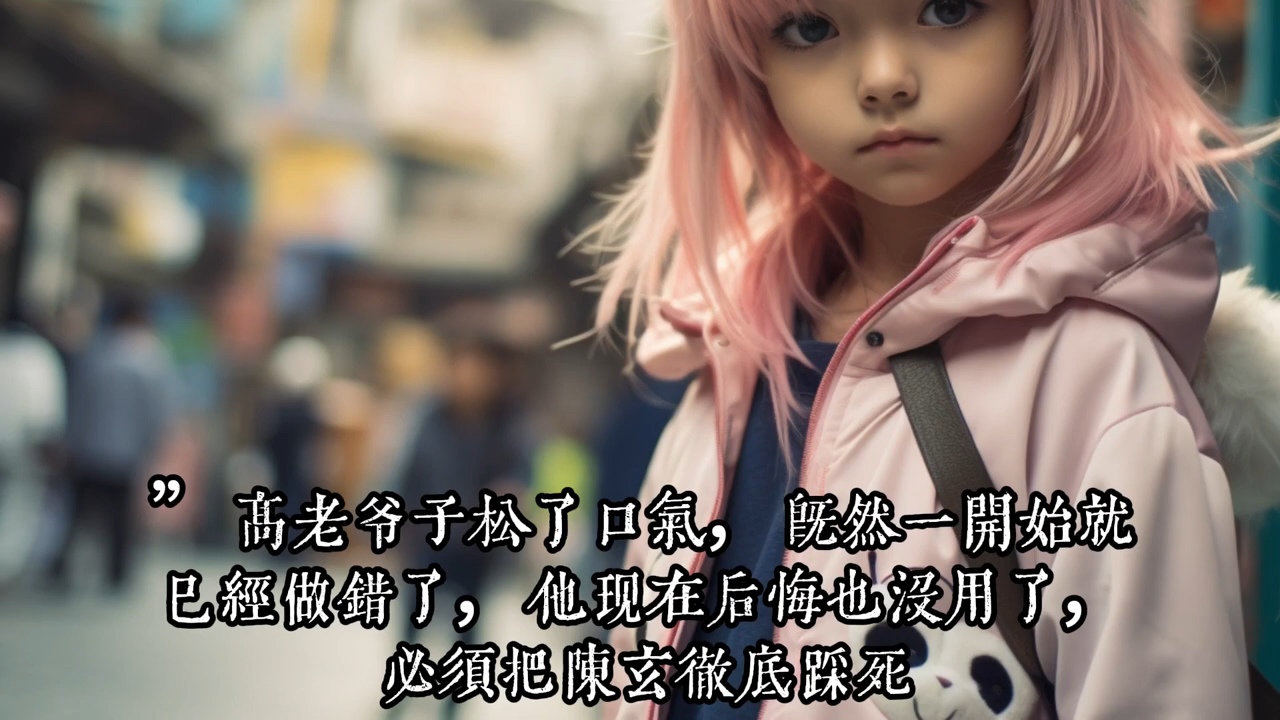 ” 高老爷子松了口氣， 既然一開始就
已經做錯了， 他现在后悔也没用了，
必須把陳玄徹底踩死